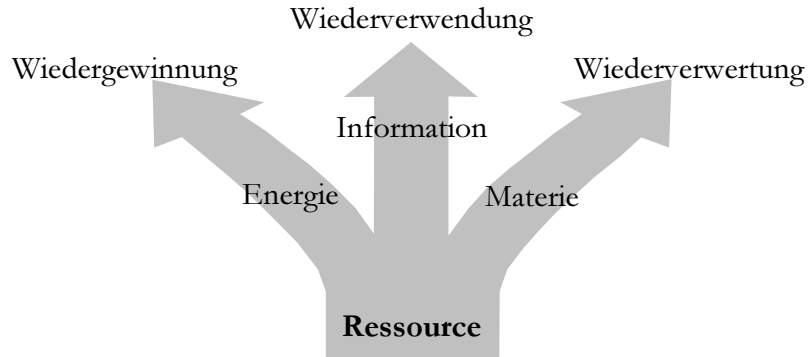 Wiederverwendung
Wiedergewinnung
Wiederverwertung
Information
Energie
Materie
Ressource